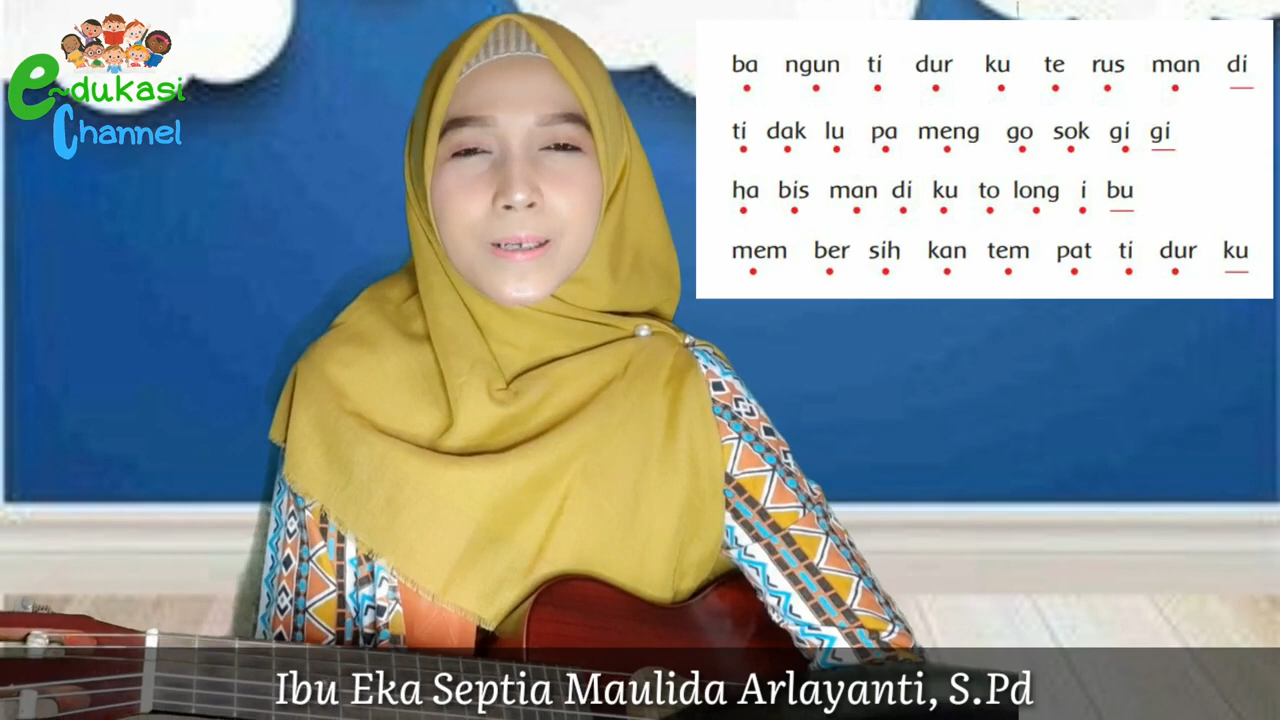 e~dukasi
Channel
ba ngun ti dur ku te rus man di
ti dak lu pa meng go sok gi gi
ha bis man di ku to long i bu
mem ber sih kan tem pat ti dur ku
Ibu Eka Septia Maulida Arlayanti, S.Pd